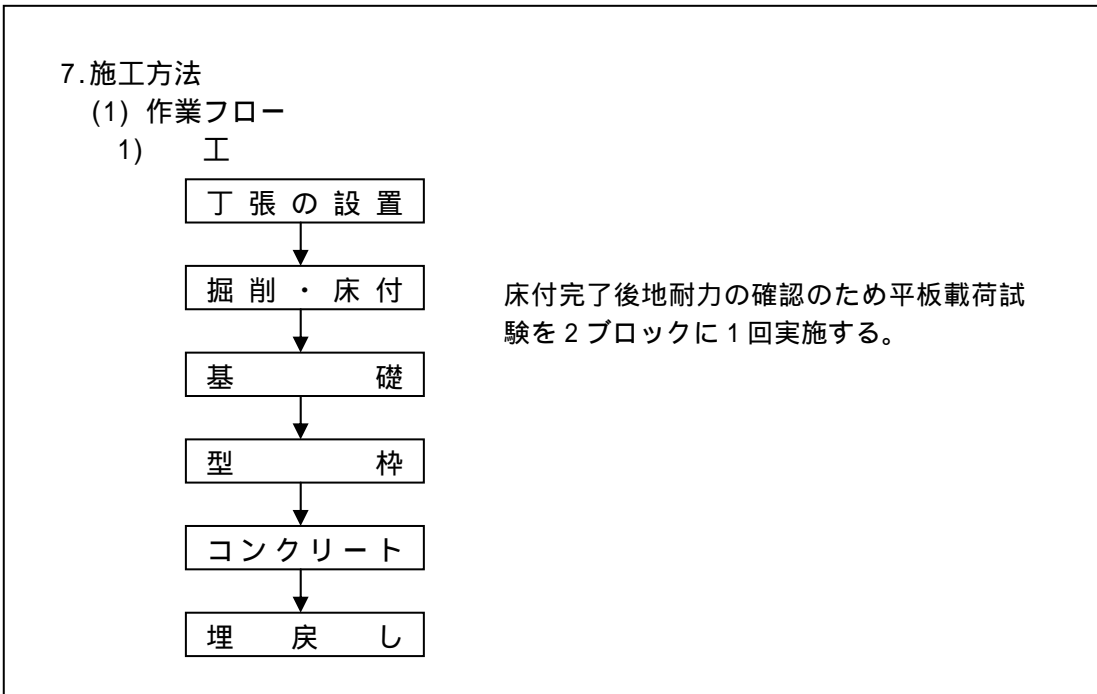 7.施工方法
(1) 作業フロー
1)　　工
丁張の設置
掘削・床付
床付完了後地耐力の確認のため平板載荷試
験を2ブロックに1回実施する。
基礎
型枠
コンクリート
埋戻し